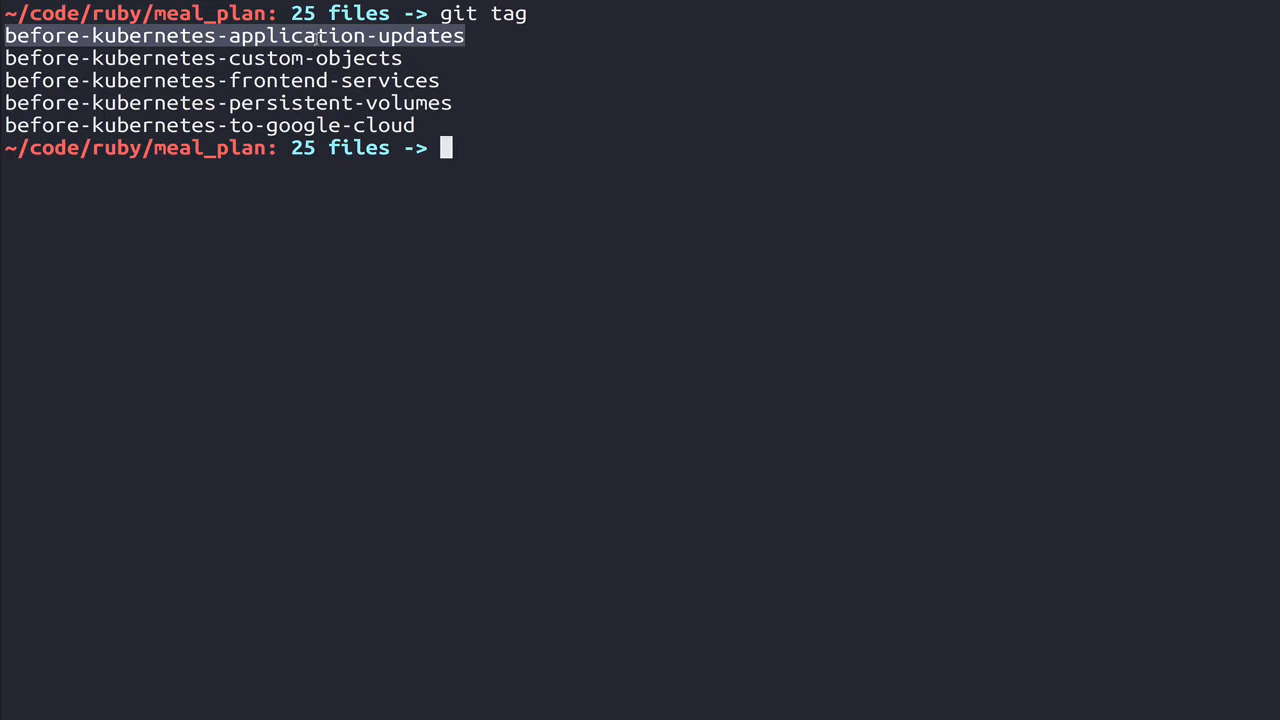 ~/code/ruby/meal_plan: 25 files -> git tag
before-kubernetes-application-updates
before-kubernetes-custom-objects
before-kubernetes-frontend-services
before-kubernetes-persistent-volumes
before-kubernetes-to-google-cloud
~/code/ruby/meal_plan: 25 files ->